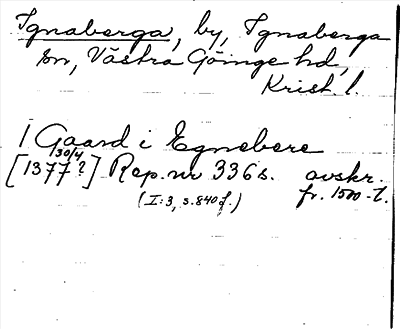 Ignaberga, by, Ignaberga
sn, Västra Göinge hd,
Krist. l.
1 Gaard i Egnebere
30/4
[1377?] Rep. nr 336 s. avskr.
(I:3, s. 840 f.) fr. 1500-t.